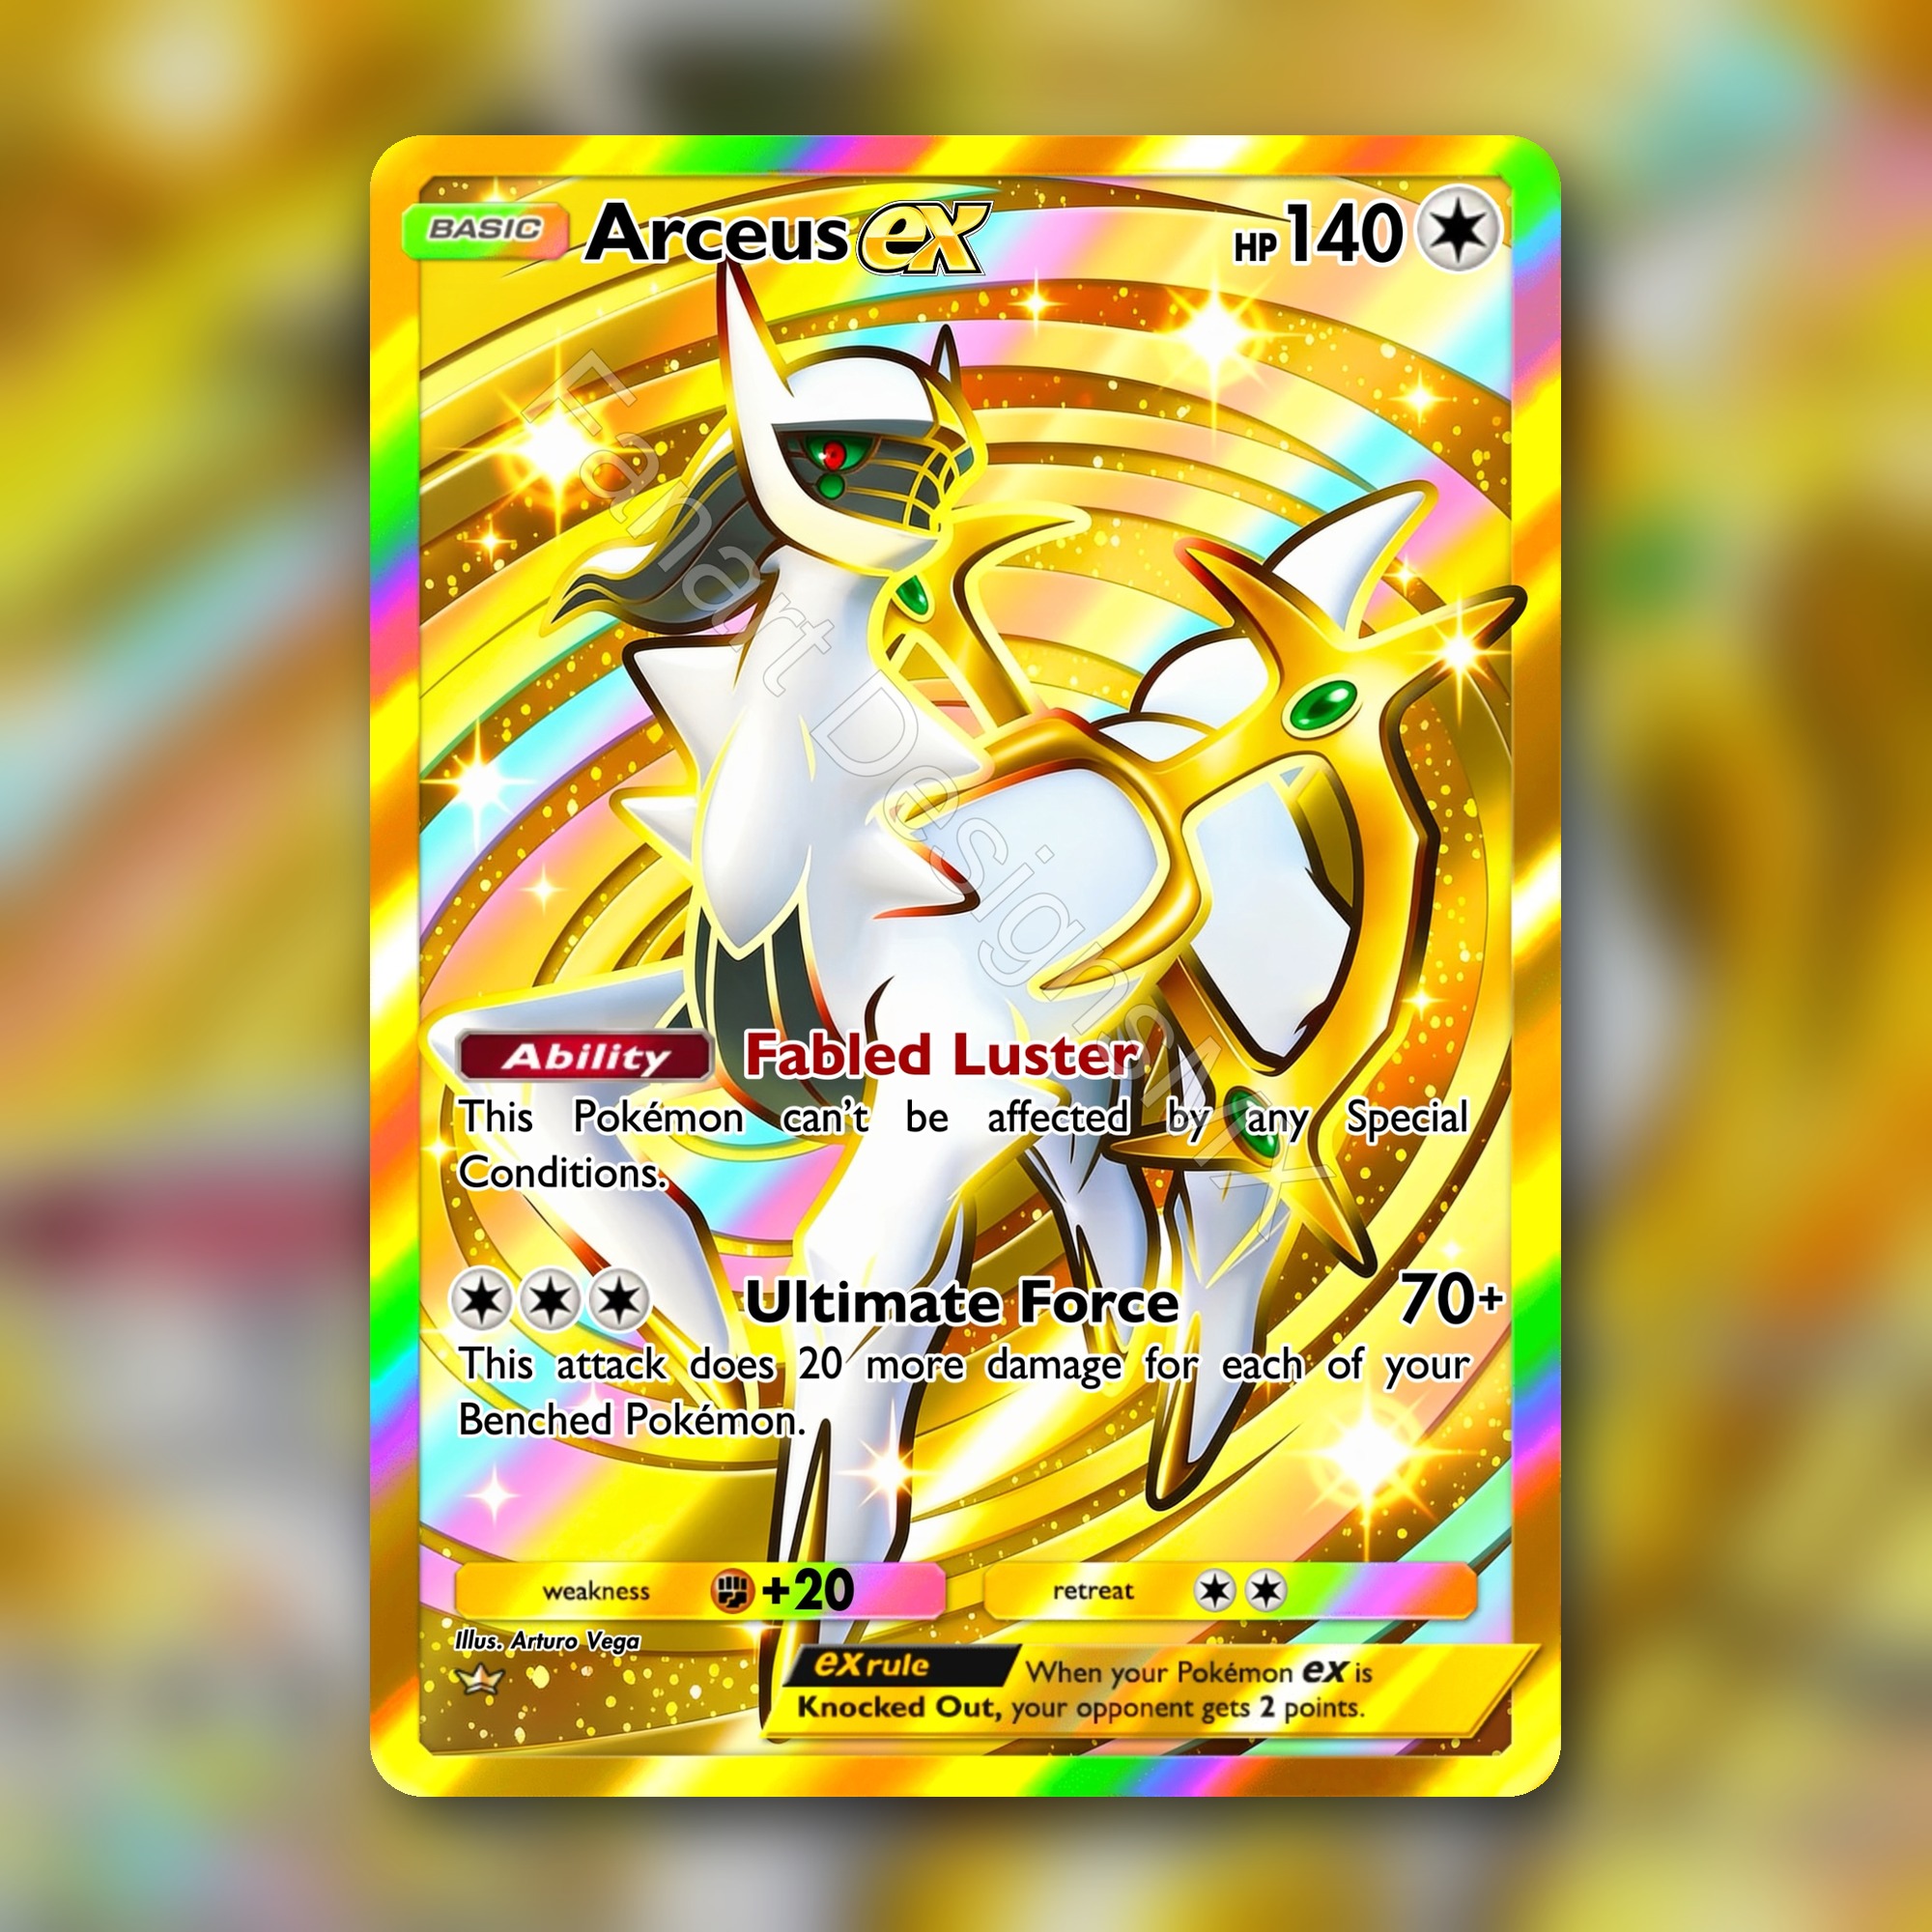 BASIC Arceus ex HP 140
Fanart DesignsMX
Ability Fabled Luster
This Pokémon can't be affected by any Special
Conditions.
Ultimate Force 70+
This attack does 20 more damage for each of your
Benched Pokémon.
weakness +20 retreat
Illus. Arturo Vega
ex rule When your Pokémon ex is
Knocked Out, your opponent gets 2 points.